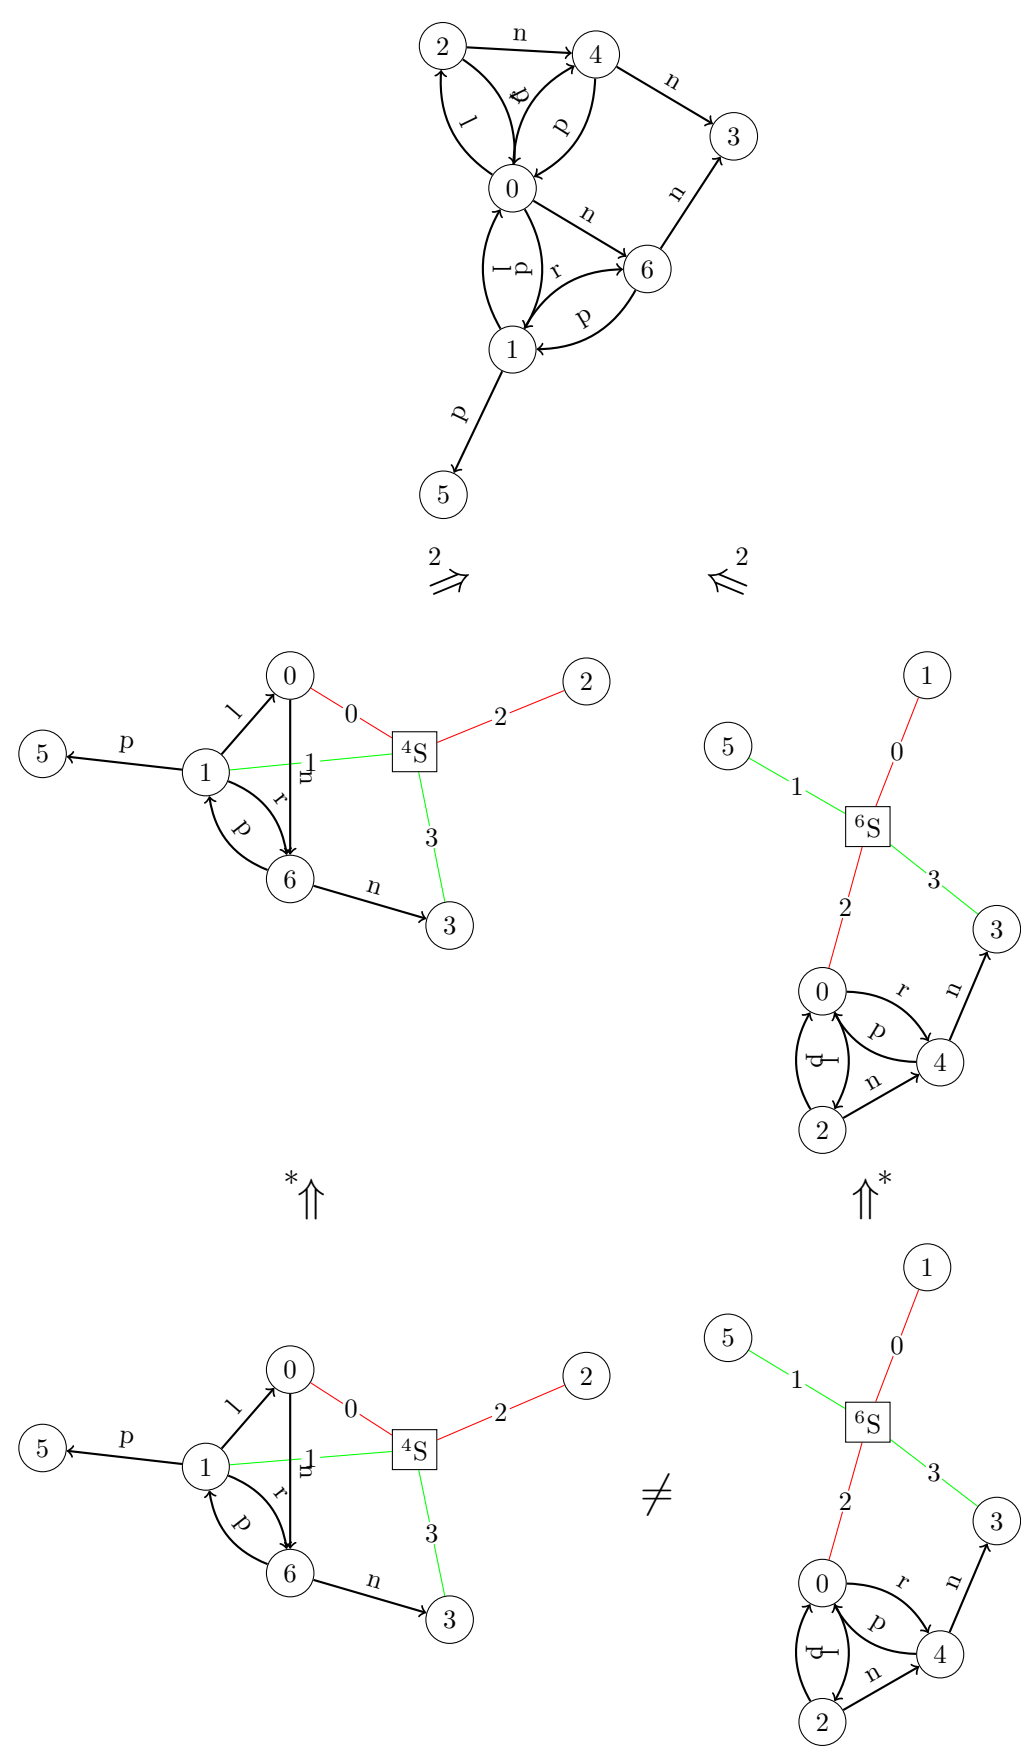 2 n 4
n
r
l p 3
0
n n
l p r 6
p
1
p
5
2 ⇒ ⇐ 2
0 2 1
l 0 2 5 0
5 p 1 1 ⁴S 1 ⁶S
n
r 3 2 3
p 3
6 n 3 0 r
p n
p l 4
n
2
* ⇑ ⇑ *
1
0 2 5 0
l 0 2 1 ⁶S
5 p 1 1 ⁴S
n 2 3
r 3 ≠ 3
p
6 n 3 0 r
p n
p l 4
n
2